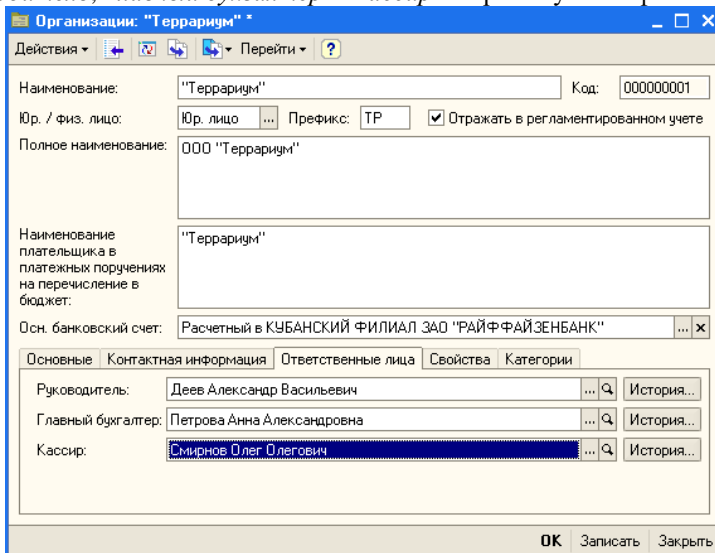 Организации: "Террариум" *
Действия Перейти ?
Наименование: "Террариум" Код: 000000001
Юр. / физ. лицо: Юр. лицо ... Префикс: ТР Отражать в регламентированном учете
Полное наименование: ООО "Террариум"
Наименование
плательщика в
платежных поручениях
на перечисление в
бюджет:
"Террариум"
Осн. банковский счет: Расчетный в КУБАНСКИЙ ФИЛИАЛ ЗАО "РАЙФФАЙЗЕНБАНК" ... x
Основные Контактная информация Ответственные лица Свойства Категории
Руководитель: Деев Александр Васильевич ... История...
Главный бухгалтер: Петрова Анна Александровна ... История...
Кассир: Смирнов Олег Олегович ... История...
OK Записать Закрыть